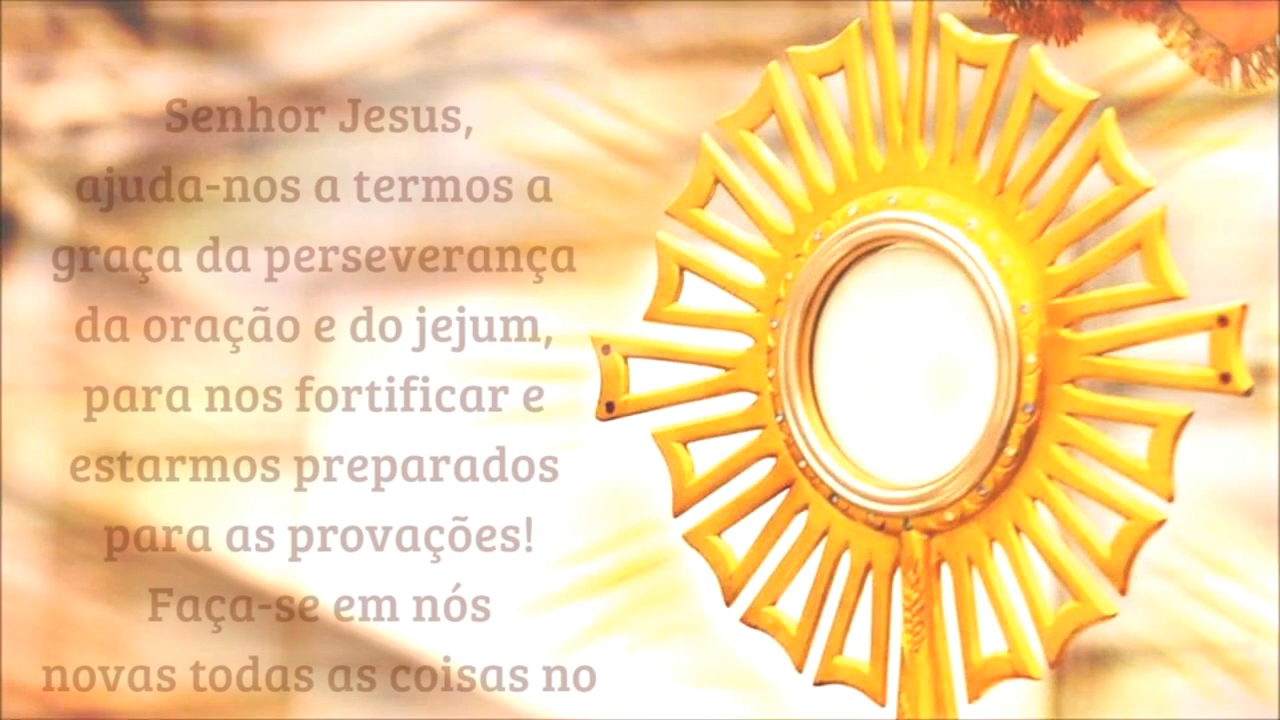 Senhor Jesus,
ajuda-nos a termos a
graça da perseverança
da oração e do jejum,
para nos fortificar e
estarmos preparados
para as provações!
Faça-se em nós
novas todas as coisas no